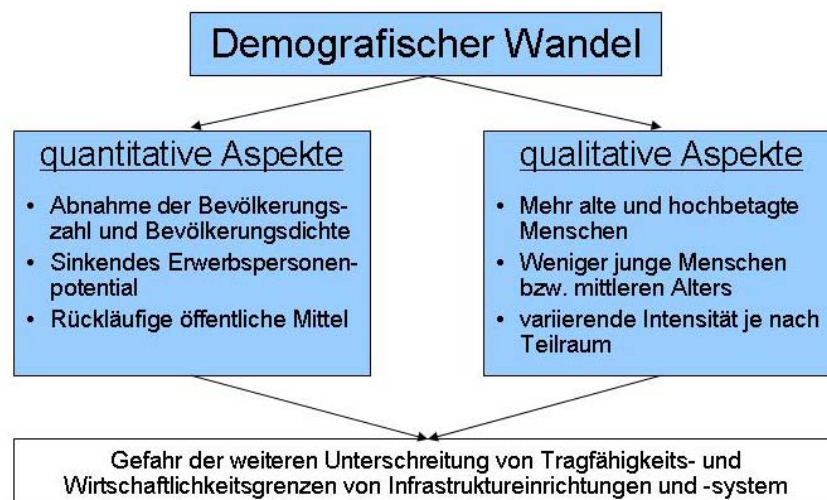 Demografischer Wandel
quantitative Aspekte
• Abnahme der Bevölkerungs-
zahl und Bevölkerungsdichte
• Sinkendes Erwerbspersonen-
potential
• Rückläufige öffentliche Mittel
qualitative Aspekte
• Mehr alte und hochbetagte
Menschen
• Weniger junge Menschen
bzw. mittleren Alters
• variierende Intensität je nach
Teilraum
Gefahr der weiteren Unterschreitung von Tragfähigkeits- und
Wirtschaftlichkeitsgrenzen von Infrastruktureinrichtungen und -system